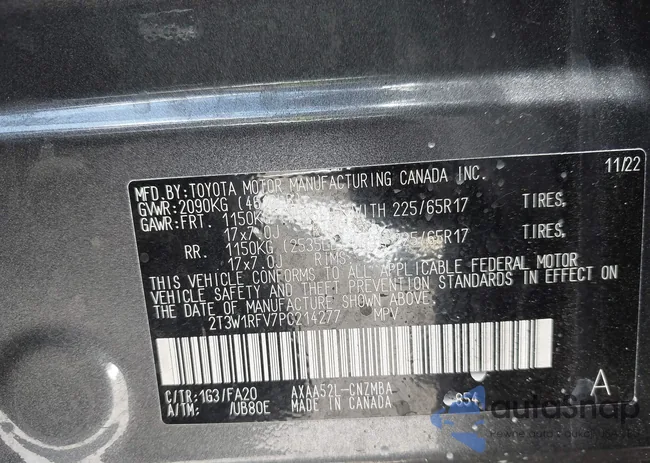 MFD.BY:TOYOTA MOTOR MANUFACTURING CANADA INC. 11/22
GVWR:2090KG
GAWR:FRT. 1150KG WITH 225/65R17 TIRES,
17x7.0J
RR. 1150KG (2535L 225/65R17 TIRES,
17x7.0J RIMS
THIS VEHICLE CONFORMS TO ALL APPLICABLE FEDERAL MOTOR
VEHICLE SAFETY AND THEFT PREVENTION STANDARDS IN EFFECT ON
THE DATE OF MANUFACTURE SHOWN ABOVE.
2T3W1RFV7PC214277 MPV
C/TR:1G3/FA20 AXAA52L-CNZMBA 854 A
A/TM: /UB80E MADE IN CANADA
autoSnap